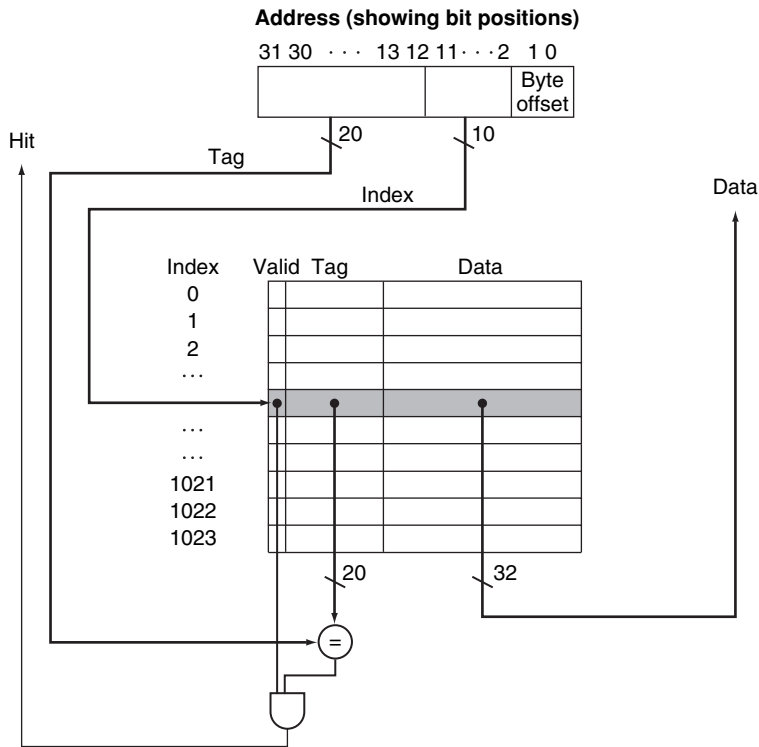 Address (showing bit positions)
31 30 · · · 13 12 11 · · · 2 1 0
Byte
offset
20
10
Hit
Tag
Data
Index
Index Valid Tag Data
0
1
2
· · ·
· · ·
· · ·
1021
1022
1023
20
32
=